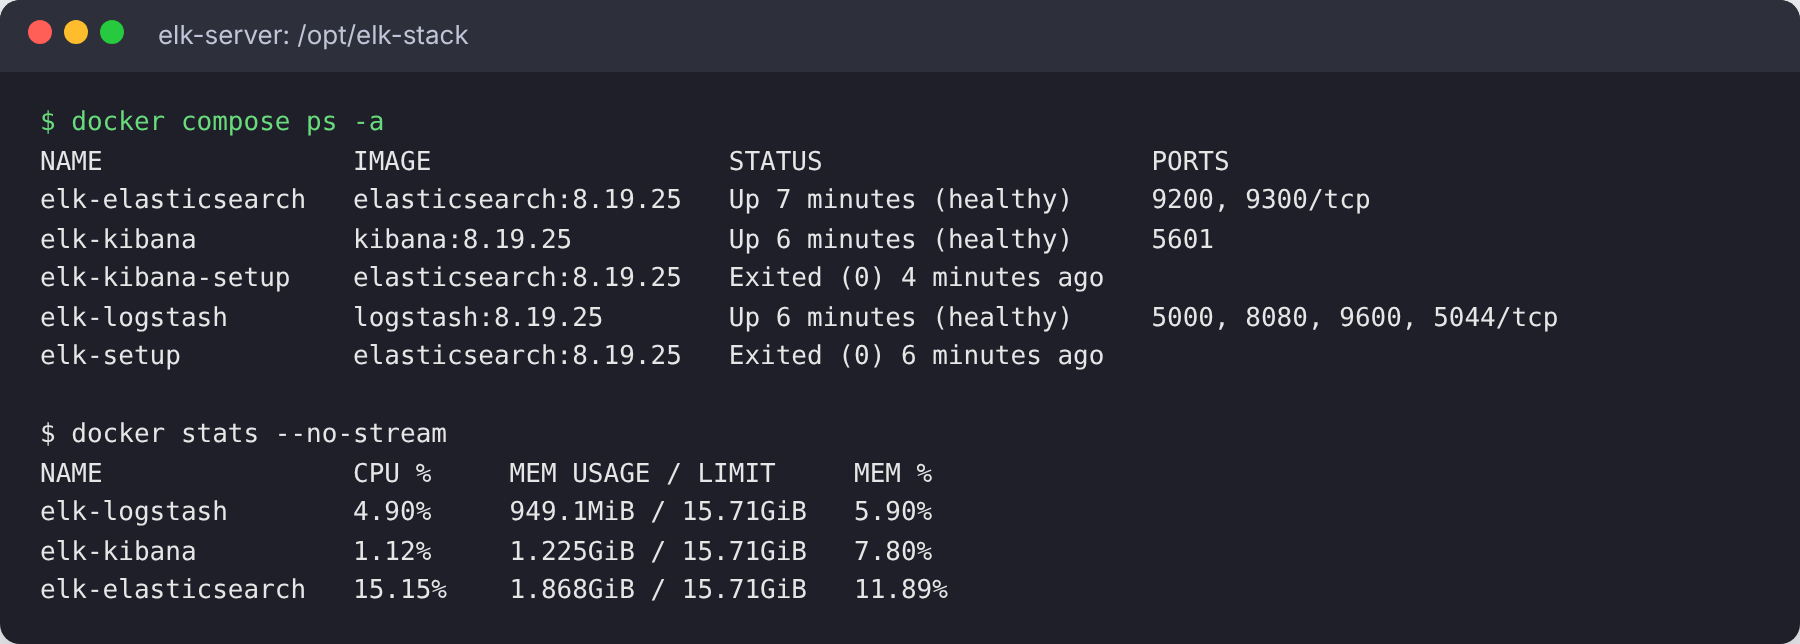 elk-server: /opt/elk-stack
$ docker compose ps -a
NAME IMAGE STATUS PORTS
elk-elasticsearch elasticsearch:8.19.25 Up 7 minutes (healthy) 9200, 9300/tcp
elk-kibana kibana:8.19.25 Up 6 minutes (healthy) 5601
elk-kibana-setup elasticsearch:8.19.25 Exited (0) 4 minutes ago
elk-logstash logstash:8.19.25 Up 6 minutes (healthy) 5000, 8080, 9600, 5044/tcp
elk-setup elasticsearch:8.19.25 Exited (0) 6 minutes ago
$ docker stats --no-stream
NAME CPU % MEM USAGE / LIMIT MEM %
elk-logstash 4.90% 949.1MiB / 15.71GiB 5.90%
elk-kibana 1.12% 1.225GiB / 15.71GiB 7.80%
elk-elasticsearch 15.15% 1.868GiB / 15.71GiB 11.89%